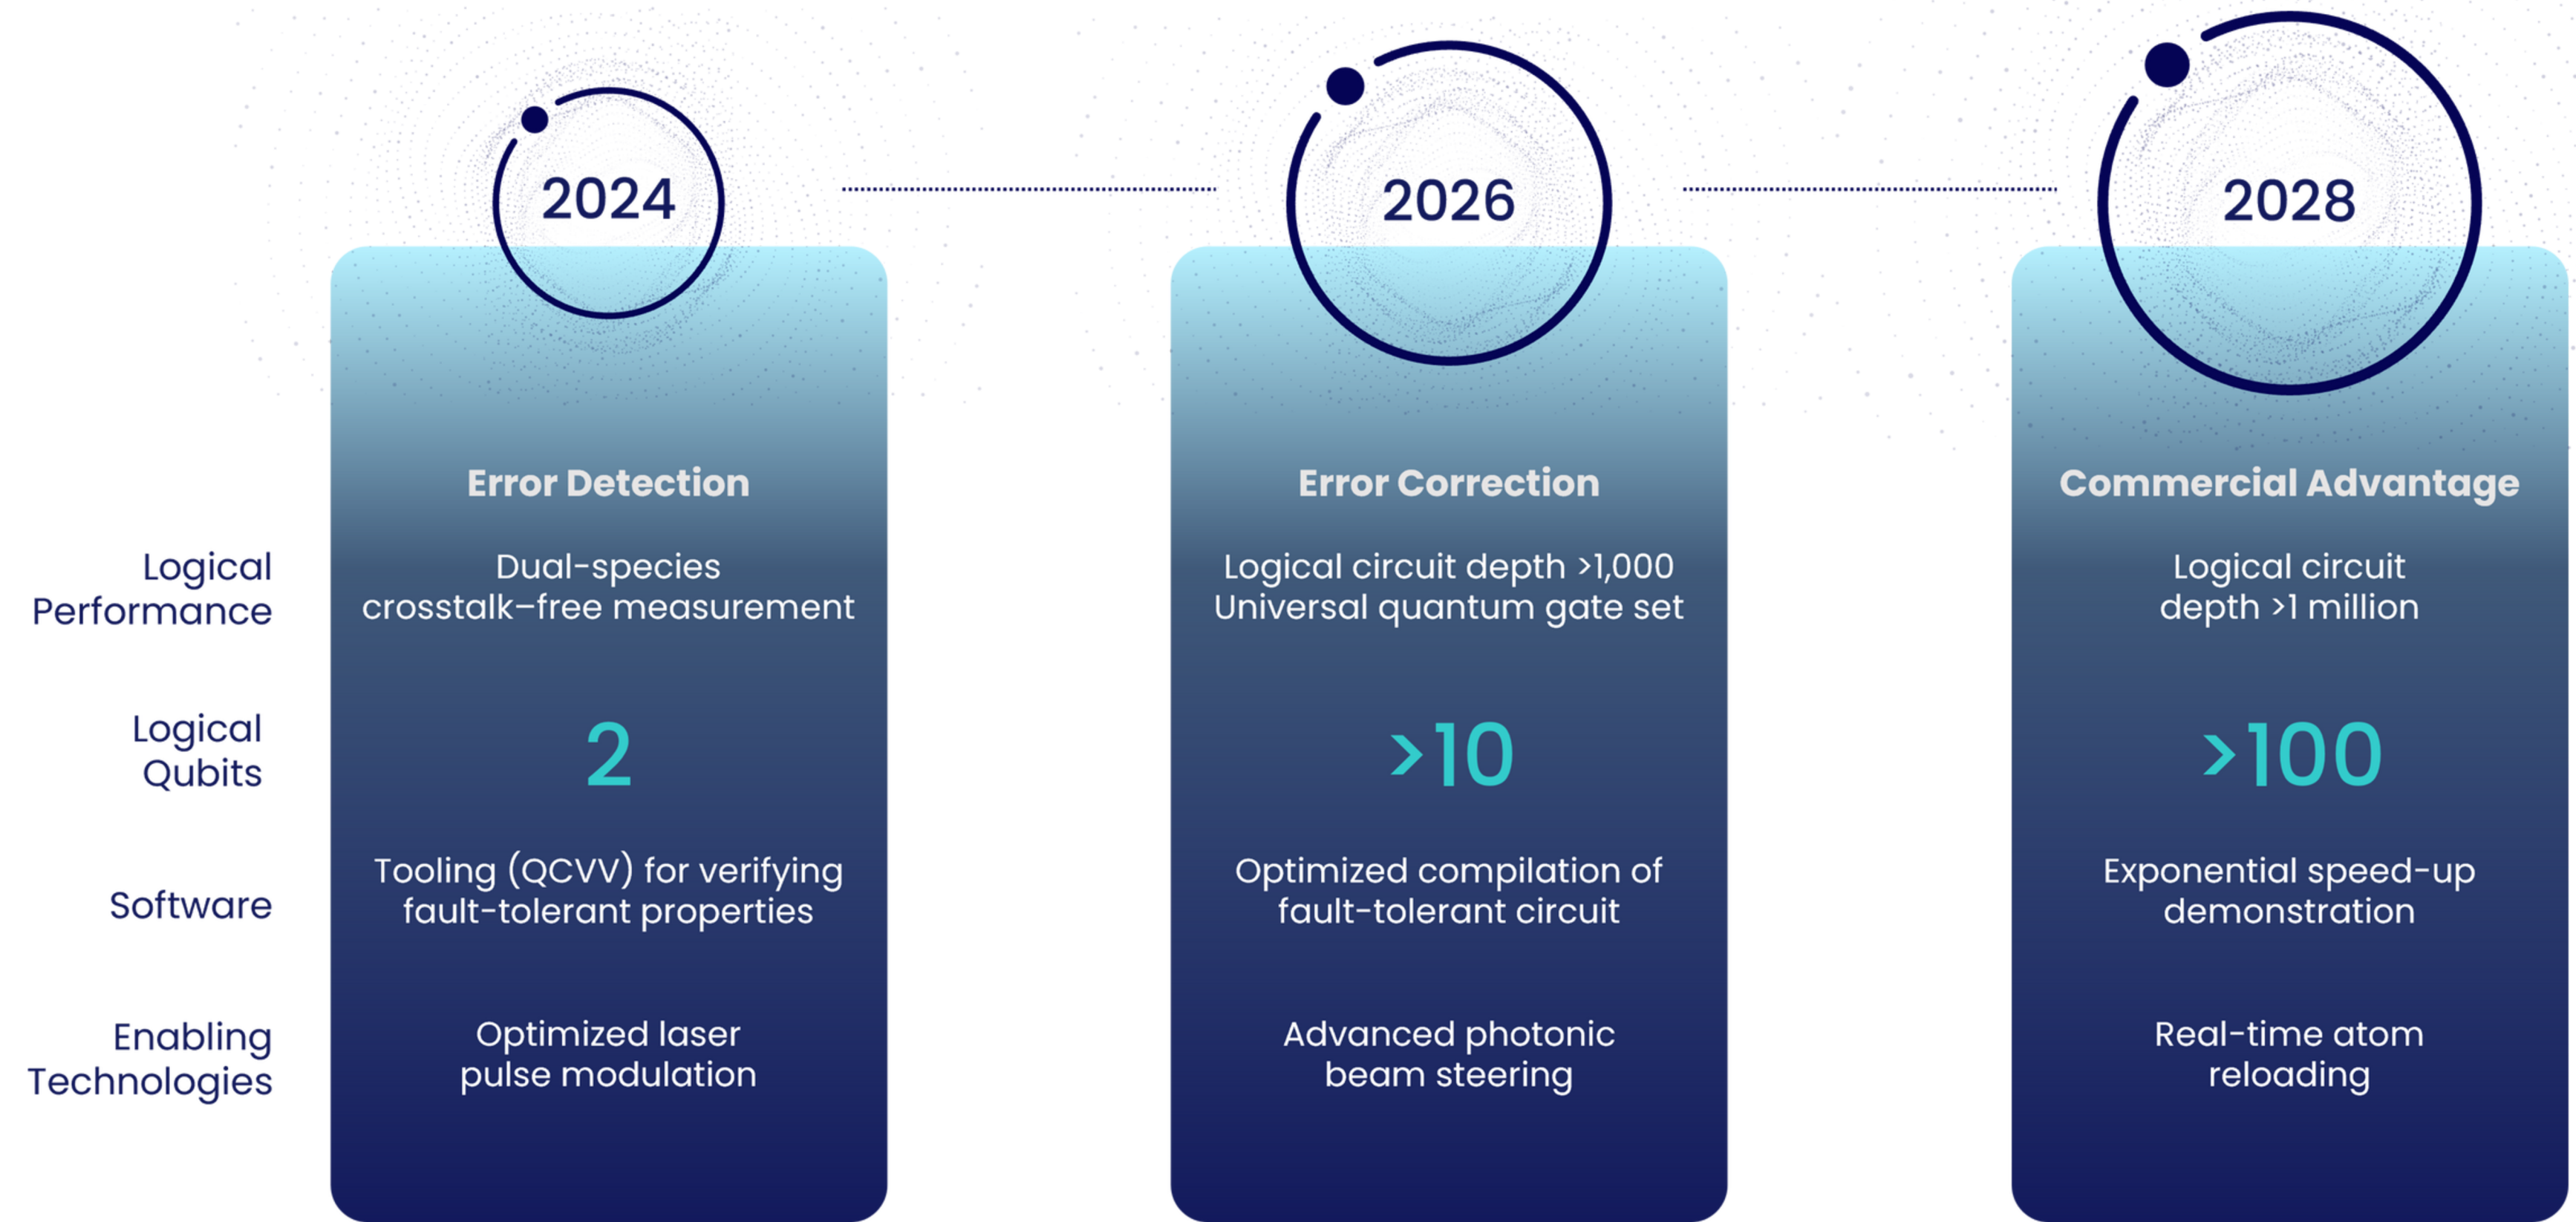 2024
2026
2028
Error Detection
Error Correction
Commercial Advantage
Logical
Performance
Dual-species
crosstalk–free measurement
Logical circuit depth >1,000
Universal quantum gate set
Logical circuit
depth >1 million
Logical
Qubits
2
>10
>100
Software
Tooling (QCVV) for verifying
fault-tolerant properties
Optimized compilation of
fault-tolerant circuit
Exponential speed-up
demonstration
Enabling
Technologies
Optimized laser
pulse modulation
Advanced photonic
beam steering
Real-time atom
reloading